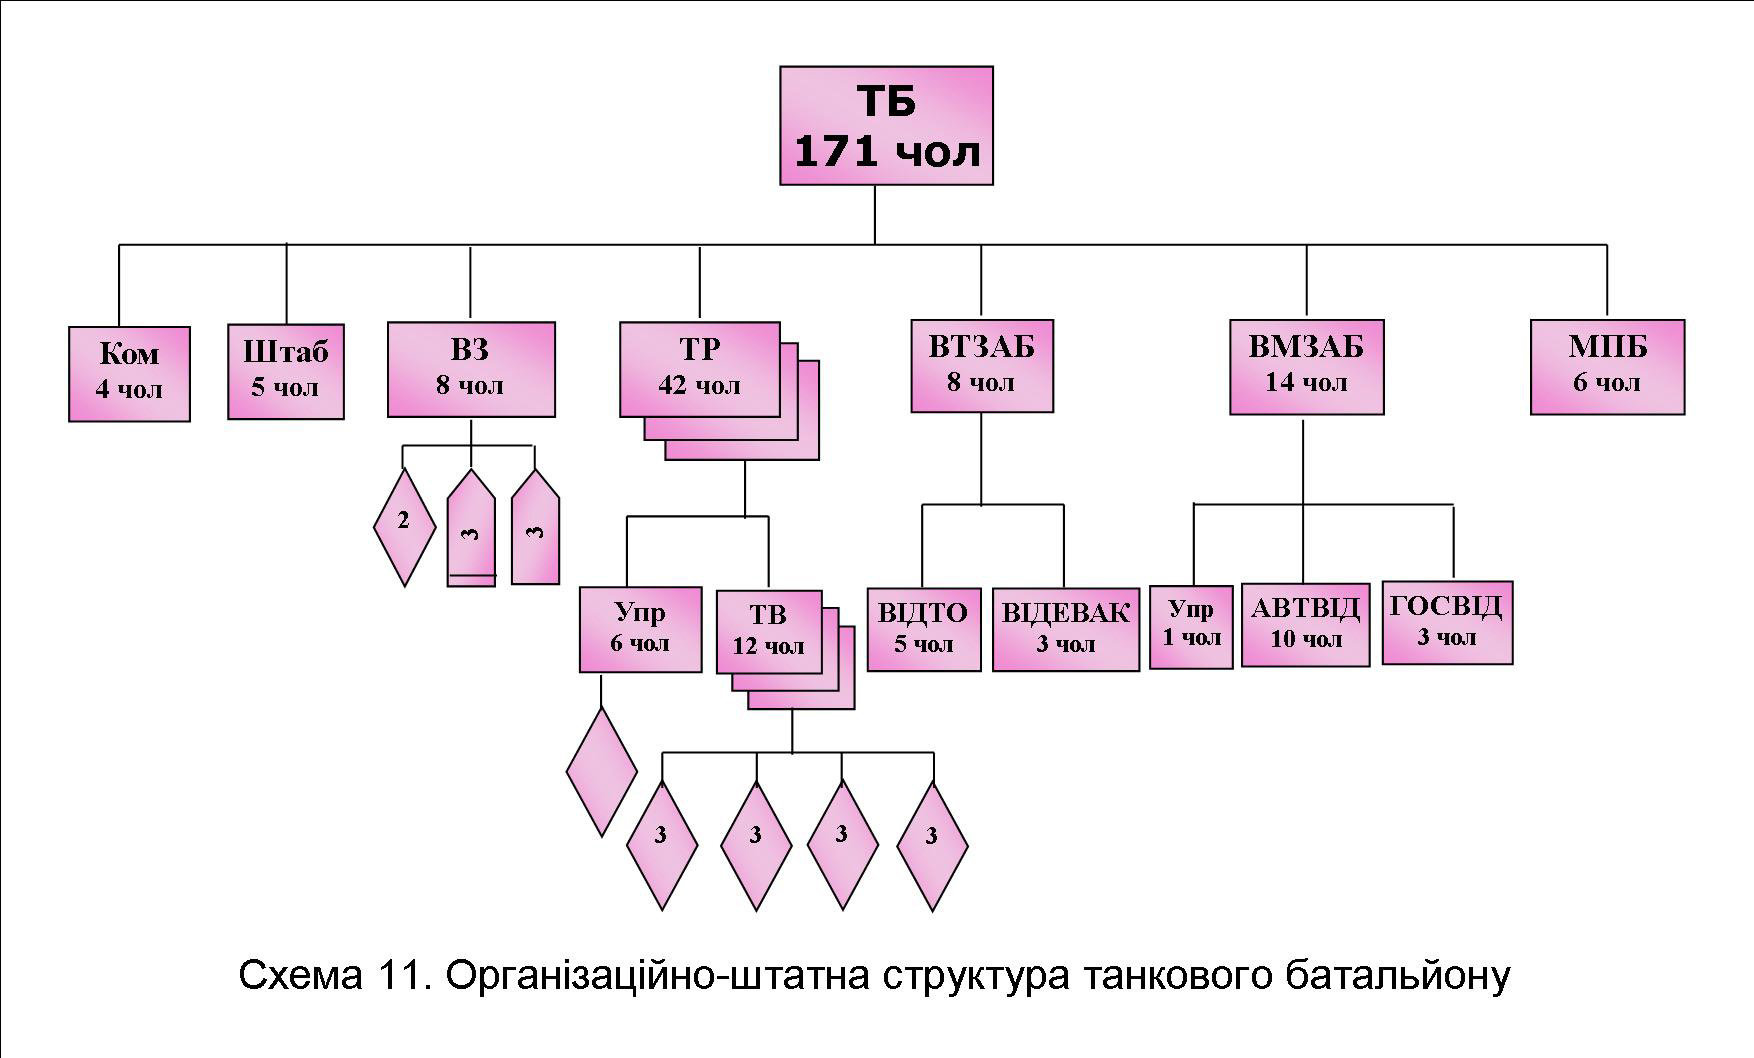 ТБ
171 чол
Ком
4 чол
Штаб
5 чол
ВЗ
8 чол
ТР
42 чол
ВТЗАБ
8 чол
ВМЗАБ
14 чол
МПБ
6 чол
2
3
3
Упр
6 чол
ТВ
12 чол
ВІДТО
5 чол
ВІДЕВАК
3 чол
Упр
1 чол
АВТВІД
10 чол
ГОСВІД
3 чол
3
3
3
3
Схема 11. Організаційно-штатна структура танкового батальйону